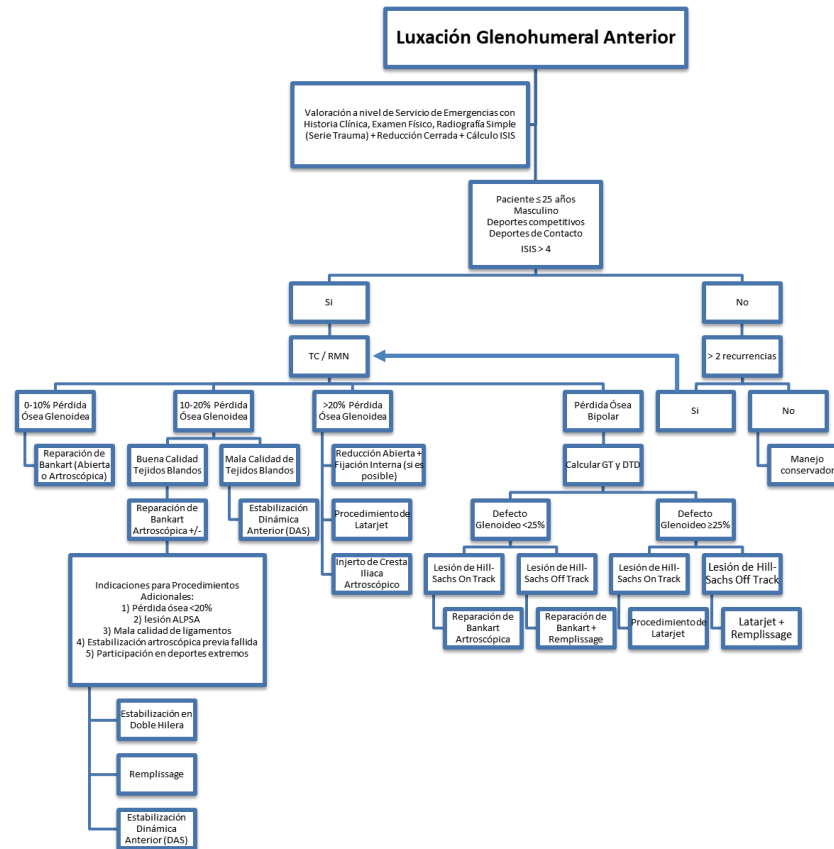 Luxación Glenohumeral Anterior
Valoración a nivel de Servicio de Emergencias con
Historia Clínica, Examen Físico, Radiografía Simple
(Serie Trauma) + Reducción Cerrada + Cálculo ISIS
Paciente ≤ 25 años
Masculino
Deportes competitivos
Deportes de Contacto
ISIS > 4
Si
No
TC / RMN
> 2 recurrencias
0-10% Pérdida
Ósea Glenoidea
10-20% Pérdida
Ósea Glenoidea
>20% Pérdida
Ósea Glenoidea
Pérdida Ósea
Bipolar
Si
No
Reparación de
Bankart (Abierta
o Artroscópica)
Buena Calidad
Tejidos Blandos
Mala Calidad de
Tejidos Blandos
Reducción Abierta +
Fijación Interna (si es
posible)
Calcular GT y DTD
Manejo
conservador
Reparación de
Bankart
Artroscópica +/-
Estabilización
Dinámica
Anterior (DAS)
Procedimiento de
Latarjet
Defecto
Glenoideo <25%
Defecto
Glenoideo ≥25%
Injerto de Cresta
Iliaca
Artroscópico
Lesión de Hill-
Sachs On Track
Lesión de Hill-
Sachs Off Track
Lesión de Hill-
Sachs On Track
Lesión de Hill-
Sachs Off Track
Reparación de
Bankart
Artroscópica
Reparación de
Bankart +
Remplissage
Procedimiento de
Latarjet
Latarjet +
Remplissage
Indicaciones para Procedimientos
Adicionales:
1) Pérdida ósea <20%
2) lesión ALPSA
3) Mala calidad de ligamentos
4) Estabilización artroscópica previa fallida
5) Participación en deportes extremos
Estabilización en
Doble Hilera
Remplissage
Estabilización
Dinámica
Anterior (DAS)